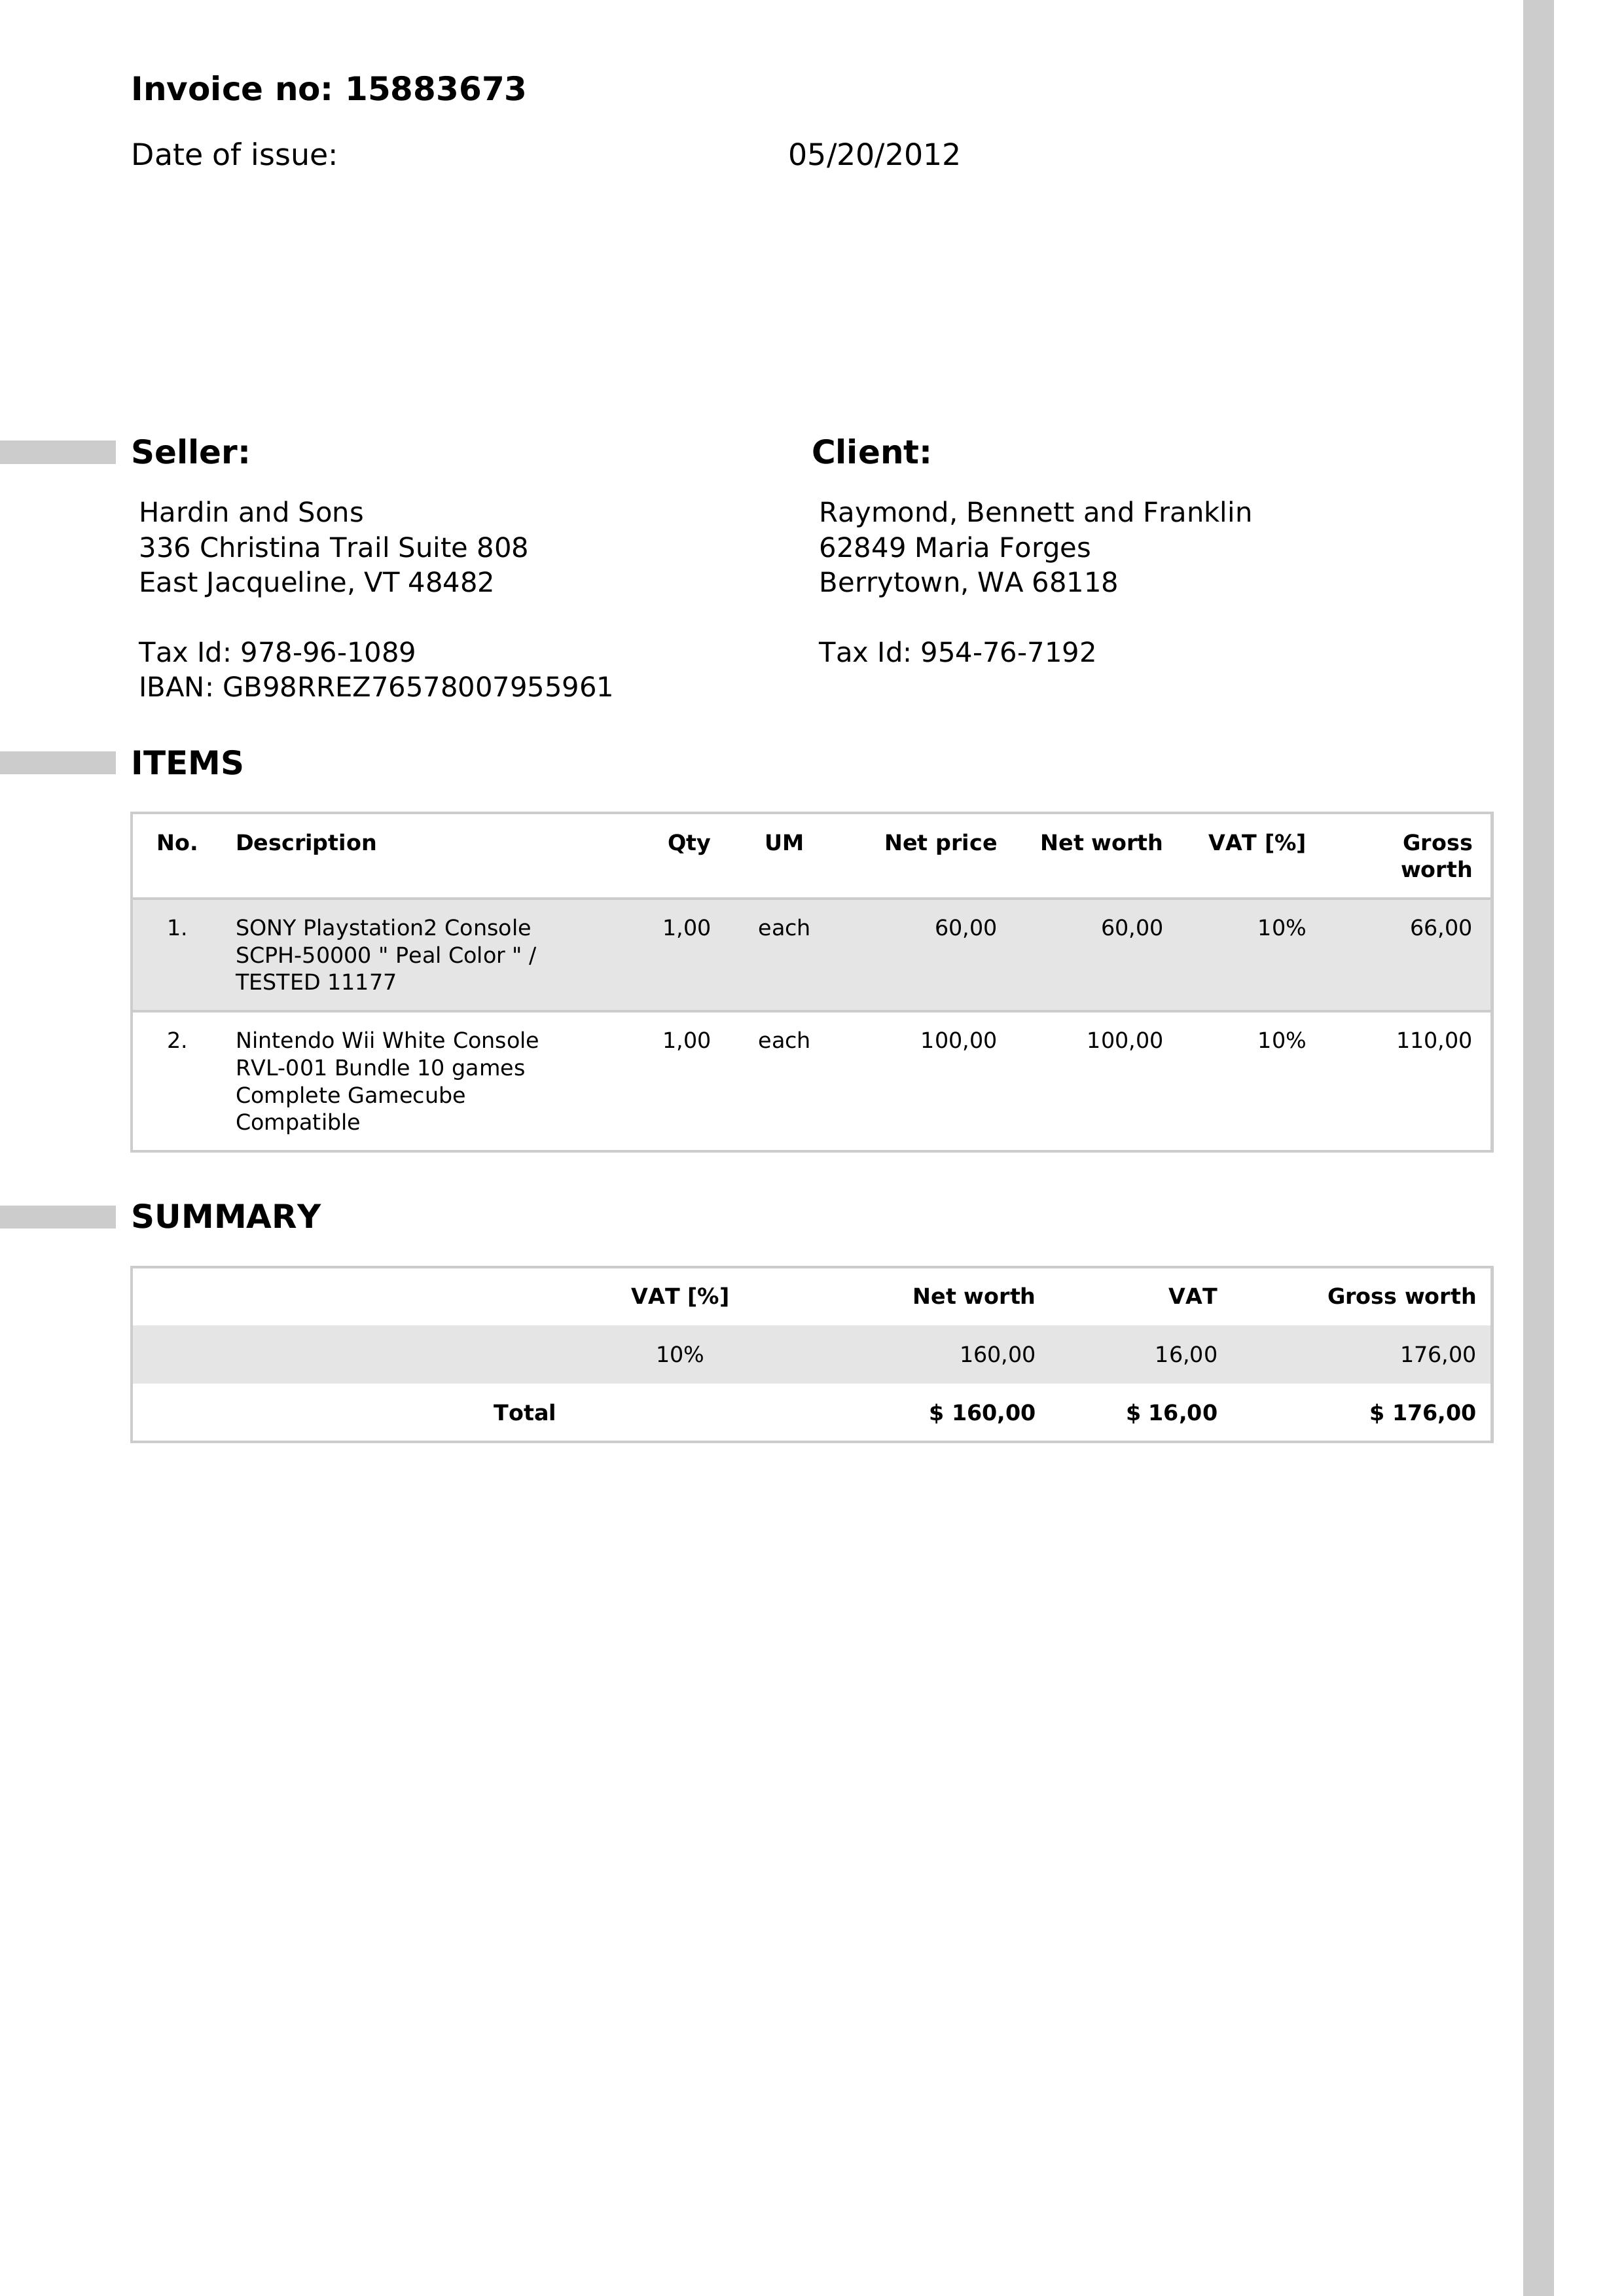 Invoice no: 15883673
Date of issue: 05/20/2012
Seller:
Hardin and Sons
336 Christina Trail Suite 808
East Jacqueline, VT 48482
Tax Id: 978-96-1089
IBAN: GB98RREZ76578007955961
Client:
Raymond, Bennett and Franklin
62849 Maria Forges
Berrytown, WA 68118
Tax Id: 954-76-7192
ITEMS
No. Description Qty UM Net price Net worth VAT [%] Gross
worth
1. SONY Playstation2 Console 1,00 each 60,00 60,00 10% 66,00
SCPH-50000 " Peal Color " /
TESTED 11177
2. Nintendo Wii White Console 1,00 each 100,00 100,00 10% 110,00
RVL-001 Bundle 10 games
Complete Gamecube
Compatible
SUMMARY
VAT [%] Net worth VAT Gross worth
10% 160,00 16,00 176,00
Total $ 160,00 $ 16,00 $ 176,00